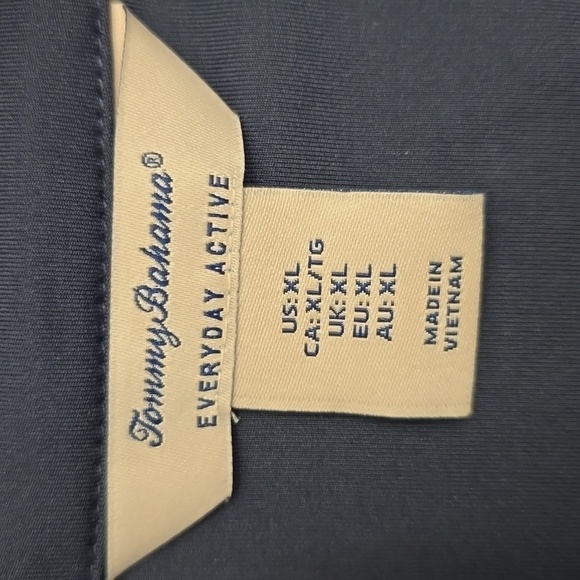 Tommy Bahama®
EVERYDAY ACTIVE
US: XL
CA: XL/TG
UK: XL
EU: XL
AU: XL
MADE IN
VIETNAM